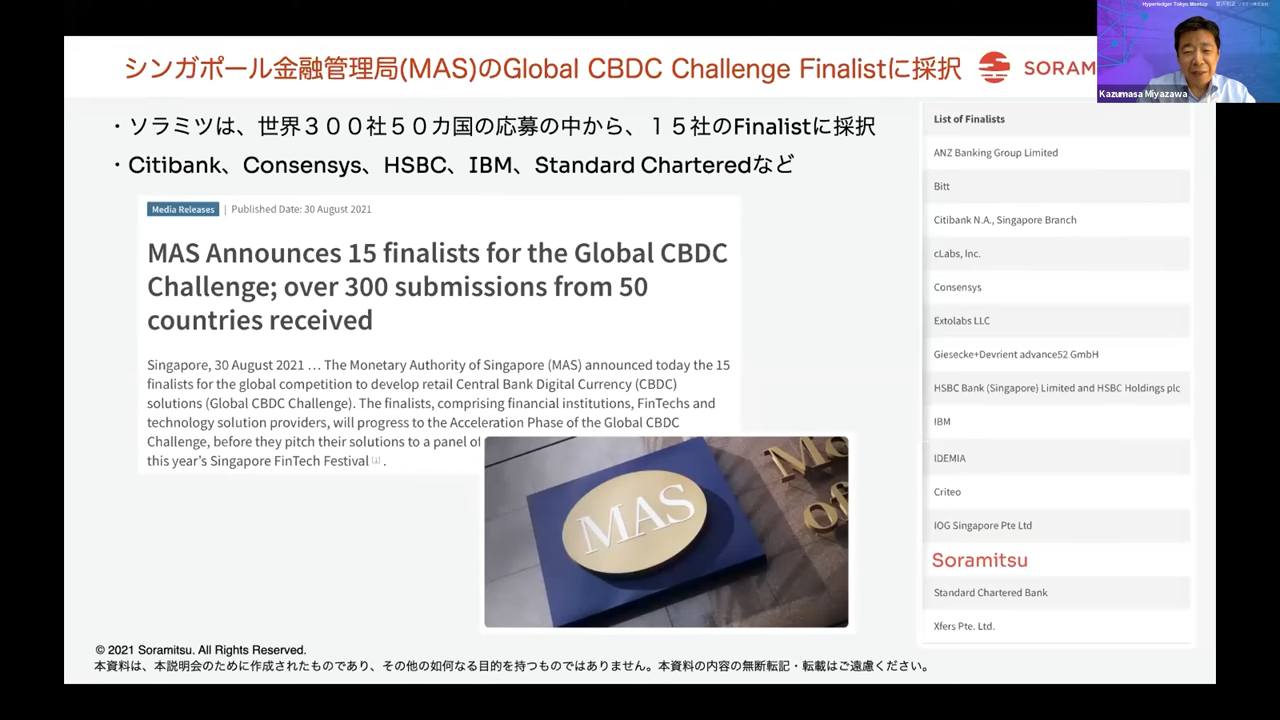 シンガポール金融管理局(MAS)のGlobal CBDC Challenge Finalistに採択
SORAM
Hyperledger Tokyo Meetup
Kazumasa Miyazawa
・ソラミツは、世界３００社５０カ国の応募の中から、１５社のFinalistに採択
・Citibank、Consensys、HSBC、IBM、Standard Charteredなど
Media Releases | Published Date: 30 August 2021
MAS Announces 15 finalists for the Global CBDC
Challenge; over 300 submissions from 50
countries received
Singapore, 30 August 2021 … The Monetary Authority of Singapore (MAS) announced today the 15
finalists for the global competition to develop retail Central Bank Digital Currency (CBDC)
solutions (Global CBDC Challenge). The finalists, comprising financial institutions, FinTechs and
technology solution providers, will progress to the Acceleration Phase of the Global CBDC
Challenge, before they pitch their solutions to a panel of
this year's Singapore FinTech Festival [1] .
MAS
Mo
of
List of Finalists
ANZ Banking Group Limited
Bitt
Citibank N.A., Singapore Branch
cLabs, Inc.
Consensys
Extolabs LLC
Giesecke+Devrient advance52 GmbH
HSBC Bank (Singapore) Limited and HSBC Holdings plc
IBM
IDEMIA
Criteo
IOG Singapore Pte Ltd
Soramitsu
Standard Chartered Bank
Xfers Pte. Ltd.
© 2021 Soramitsu. All Rights Reserved.
本資料は、本説明会のために作成されたものであり、その他の如何なる目的を持つものではありません。本資料の内容の無断転記・転載はご遠慮ください。